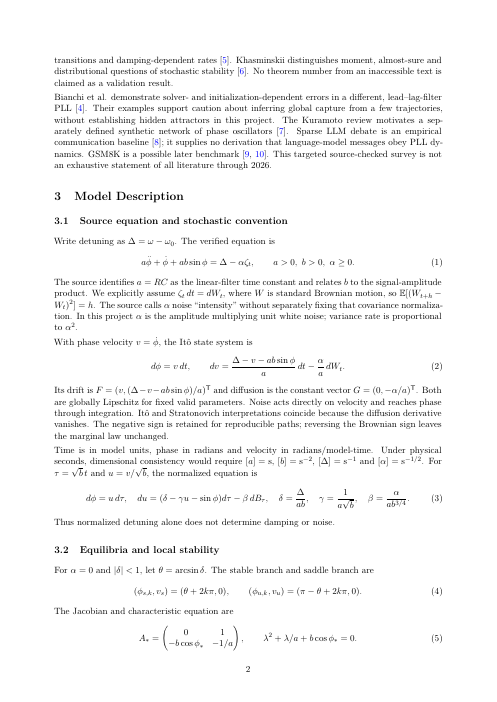 transitions and damping-dependent rates [5]. Khasminskii distinguishes moment, almost-sure and
distributional questions of stochastic stability [6]. No theorem number from an inaccessible text is
claimed as a validation result.
Bianchi et al. demonstrate solver- and initialization-dependent errors in a different, lead–lag-filter
PLL [4]. Their examples support caution about inferring global capture from a few trajectories,
without establishing hidden attractors in this project. The Kuramoto review motivates a sep-
arately defined synthetic network of phase oscillators [7]. Sparse LLM debate is an empirical
communication baseline [8]; it supplies no derivation that language-model messages obey PLL dy-
namics. GSM8K is a possible later benchmark [9, 10]. This targeted source-checked survey is not
an exhaustive statement of all literature through 2026.
3 Model Description
3.1 Source equation and stochastic convention
Write detuning as Δ = ω − ω₀. The verified equation is
aϕ̈ + ϕ̇ + ab sin ϕ = Δ − αζₜ, a > 0, b > 0, α ≥ 0. (1)
The source identifies a = RC as the linear-filter time constant and relates b to the signal-amplitude
product. We explicitly assume ζₜ dt = dWₜ, where W is standard Brownian motion, so E[(Wₜ₊ₕ −
Wₜ)²] = h. The source calls α noise “intensity” without separately fixing that covariance normaliza-
tion. In this project α is the amplitude multiplying unit white noise; variance rate is proportional
to α².
With phase velocity v = ϕ̇, the Itô state system is
dϕ = v dt, dv = (Δ − v − ab sin ϕ)/a dt − α/a dWₜ. (2)
Its drift is F = (v, (Δ−v−ab sin ϕ)/a)ᵀ and diffusion is the constant vector G = (0, −α/a)ᵀ. Both
are globally Lipschitz for fixed valid parameters. Noise acts directly on velocity and reaches phase
through integration. Itô and Stratonovich interpretations coincide because the diffusion derivative
vanishes. The negative sign is retained for reproducible paths; reversing the Brownian sign leaves
the marginal law unchanged.
Time is in model units, phase in radians and velocity in radians/model-time. Under physical
seconds, dimensional consistency would require [a] = s, [b] = s⁻², [Δ] = s⁻¹ and [α] = s⁻¹ᐟ². For
τ = √b t and u = v/√b, the normalized equation is
dϕ = u dτ, du = (δ − γu − sin ϕ)dτ − β dBτ, δ = Δ/ab, γ = 1/a√b, β = α/ab³ᐟ⁴. (3)
Thus normalized detuning alone does not determine damping or noise.
3.2 Equilibria and local stability
For α = 0 and |δ| < 1, let θ = arcsin δ. The stable branch and saddle branch are
(ϕₛ,ₖ, vₛ) = (θ + 2kπ, 0), (ϕᵤ,ₖ, vᵤ) = (π − θ + 2kπ, 0). (4)
The Jacobian and characteristic equation are
A∗ = ( 0 1 −b cos ϕ∗ −1/a ), λ² + λ/a + b cos ϕ∗ = 0. (5)
2